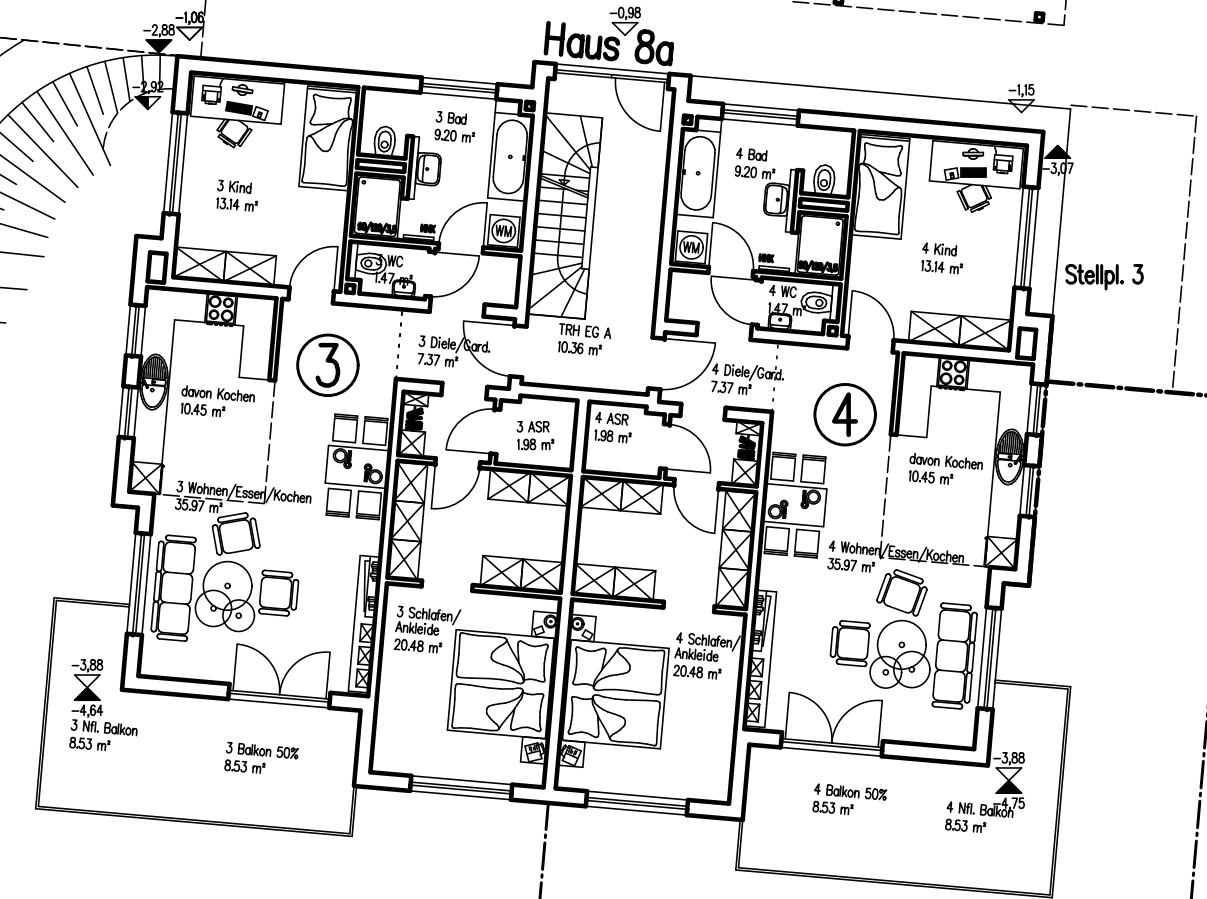 -0,98
-1,06
-2,88
Haus 8a
-2,92
-1,15
3 Bad
9.20 m²
4 Bad
9.20 m²
-3,07
3 Kind
13.14 m²
WM
WM
4 Kind
13.14 m²
3 WC
1.47 m²
4 WC
1.47 m
Stellpl. 3
TRH EG A
10.36 m²
3 Diele/Gard.
7.37 m²
4 Diele/Gard.
7.37 m²
3
4
davon Kochen
10.45 m²
3 ASR
1.98 m²
4 ASR
1.98 m²
davon Kochen
10.45 m²
3 Wohnen/Essen/Kochen
35.97 m²
4 Wohnen/Essen/Kochen
35.97 m²
3 Schlafen/
Ankleide
20.48 m²
4 Schlafen/
Ankleide
20.48 m²
-3,88
-4,64
3 Nfl. Balkon
8.53 m²
3 Balkon 50%
8.53 m²
-3,88
-4,75
4 Balkon 50%
8.53 m²
4 Nfl. Balkon
8.53 m²